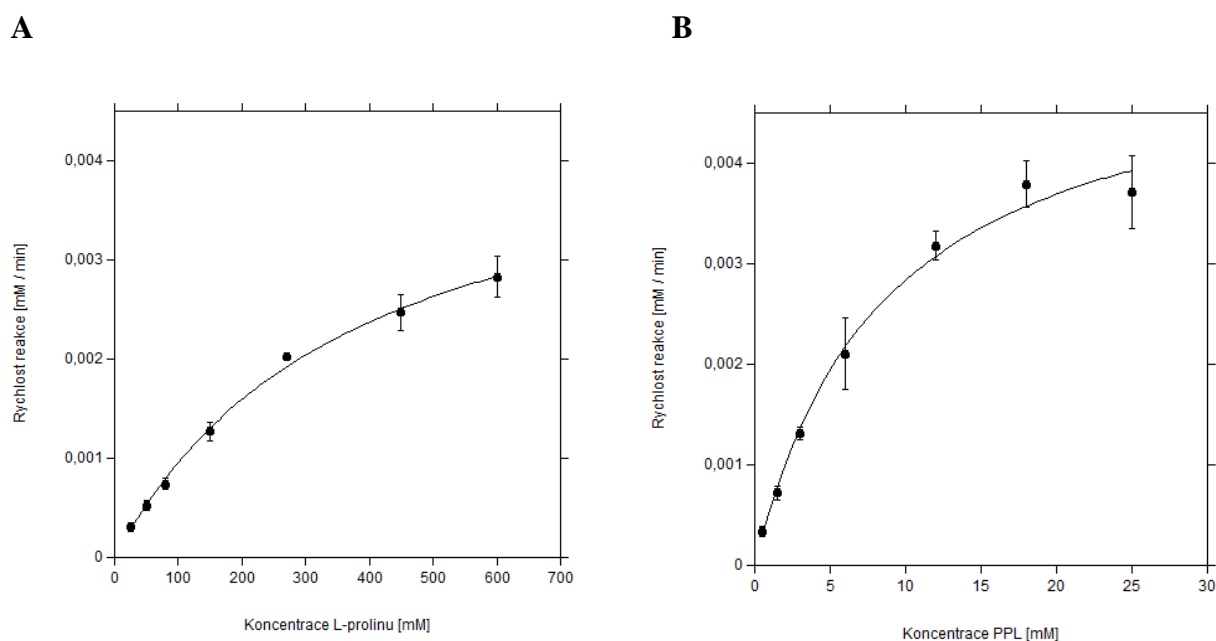 A
B
0,004
0,003
0,002
0,001
0
Rychlost reakce [mM / min]
0 100 200 300 400 500 600 700
Koncentrace L-prolinu [mM]
0,004
0,003
0,002
0,001
0
Rychlost reakce [mM / min]
0 5 10 15 20 25 30
Koncentrace PPL [mM]